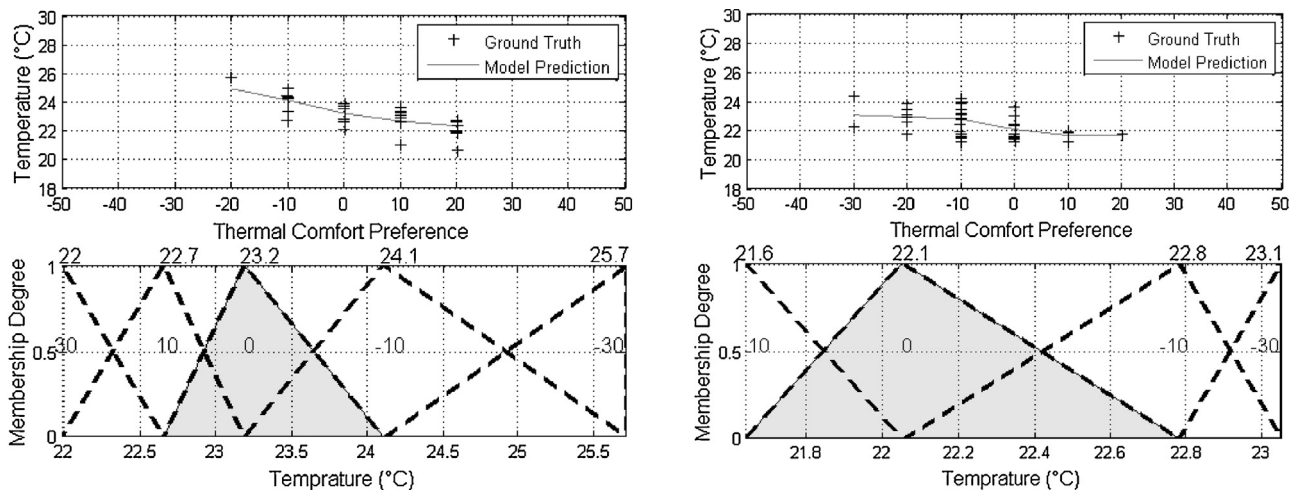 30
28
26
24
22
20
18
Temperature (°C)
Ground Truth
Model Prediction
-50 -40 -30 -20 -10 0 10 20 30 40 50
Thermal Comfort Preference
22 22.7 23.2 24.1 25.7
1
0.5
0
Membership Degree
30 10 0 -10 -30
22 22.5 23 23.5 24 24.5 25 25.5
Temprature (°C)
30
28
26
24
22
20
18
Temperature (°C)
Ground Truth
Model Prediction
-50 -40 -30 -20 -10 0 10 20 30 40 50
Thermal Comfort Preference
21.6 22.1 22.8 23.1
1
0.5
0
Membership Degree
10 0 -10 -30
21.8 22 22.2 22.4 22.6 22.8 23
Temprature (°C)